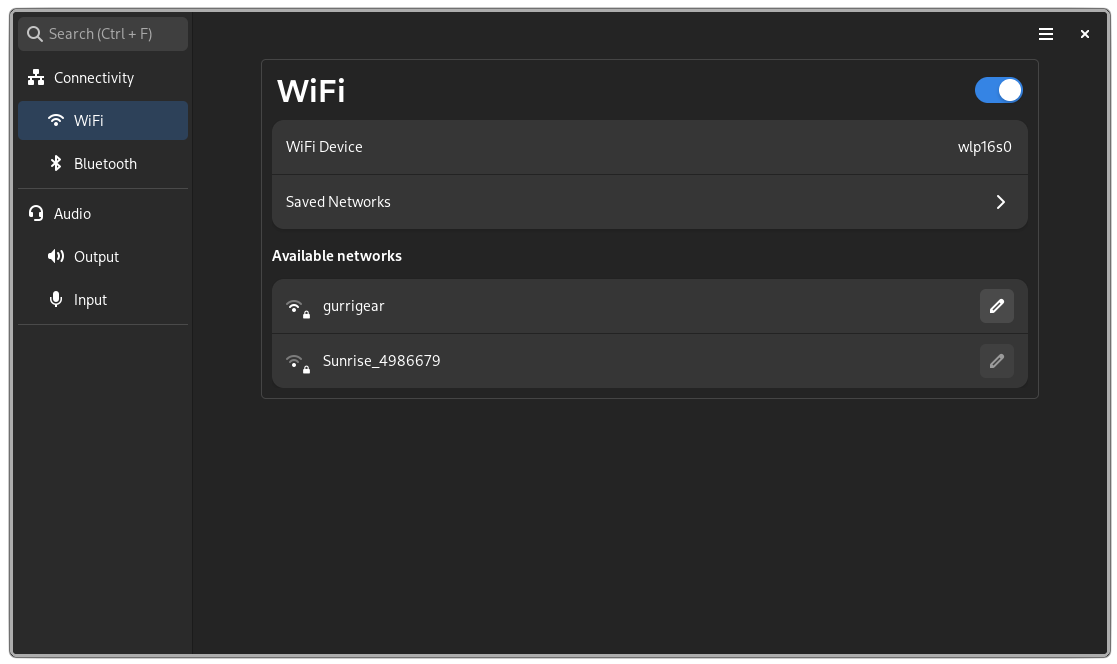 Search (Ctrl + F)
Connectivity
WiFi
Bluetooth
Audio
Output
Input
WiFi
WiFi Device wlp16s0
Saved Networks
Available networks
gurrigear
Sunrise_4986679